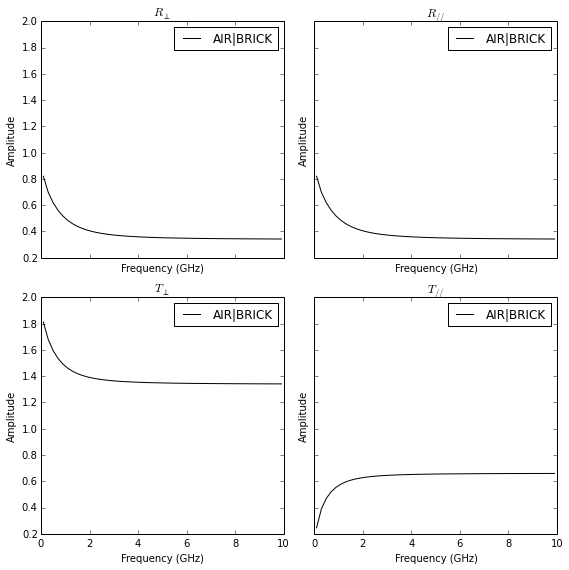 R⊥
R//
AIR|BRICK
AIR|BRICK
2.0
1.8
1.6
1.4
1.2
1.0
0.8
0.6
0.4
0.2
Amplitude
Amplitude
Frequency (GHz)
Frequency (GHz)
T⊥
T//
AIR|BRICK
AIR|BRICK
2.0
1.8
1.6
1.4
1.2
1.0
0.8
0.6
0.4
0.2
Amplitude
Amplitude
0 2 4 6 8 10
0 2 4 6 8 10
Frequency (GHz)
Frequency (GHz)